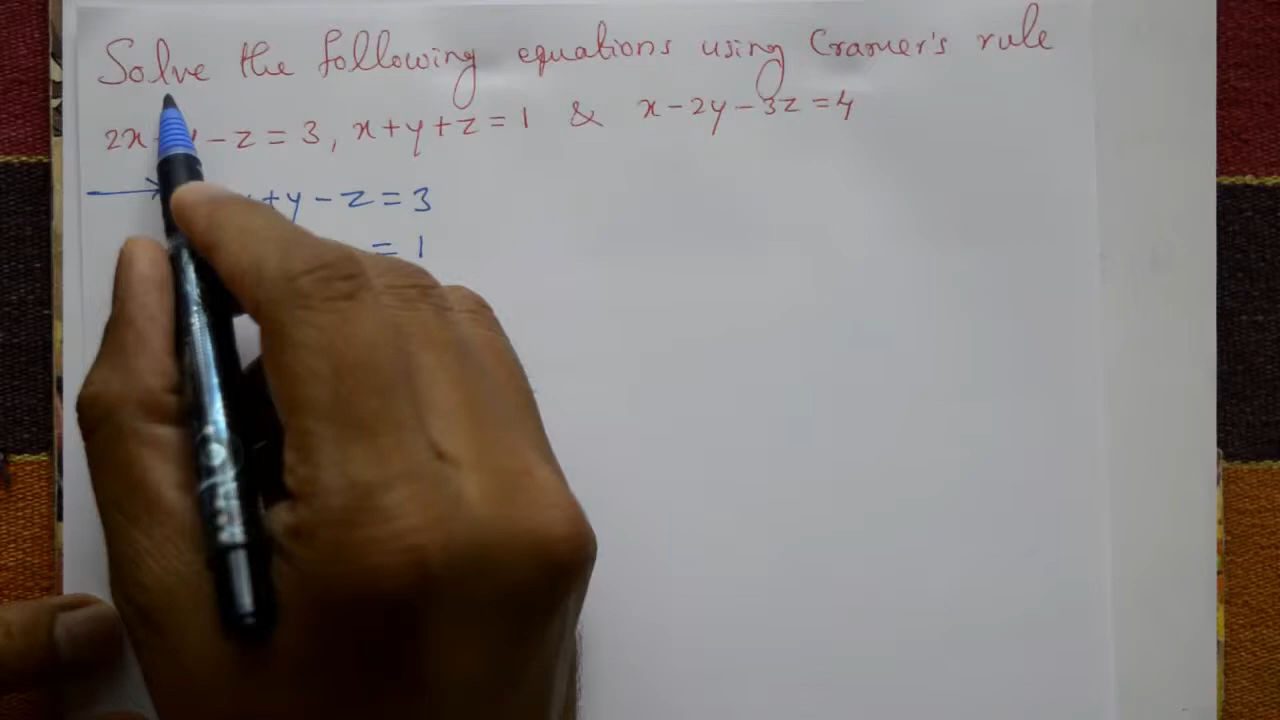 Solve the following equations using Cramer's rule
2x - z = 3, x + y + z = 1 & x - 2y - 3z = 4
+ y - z = 3
= 1